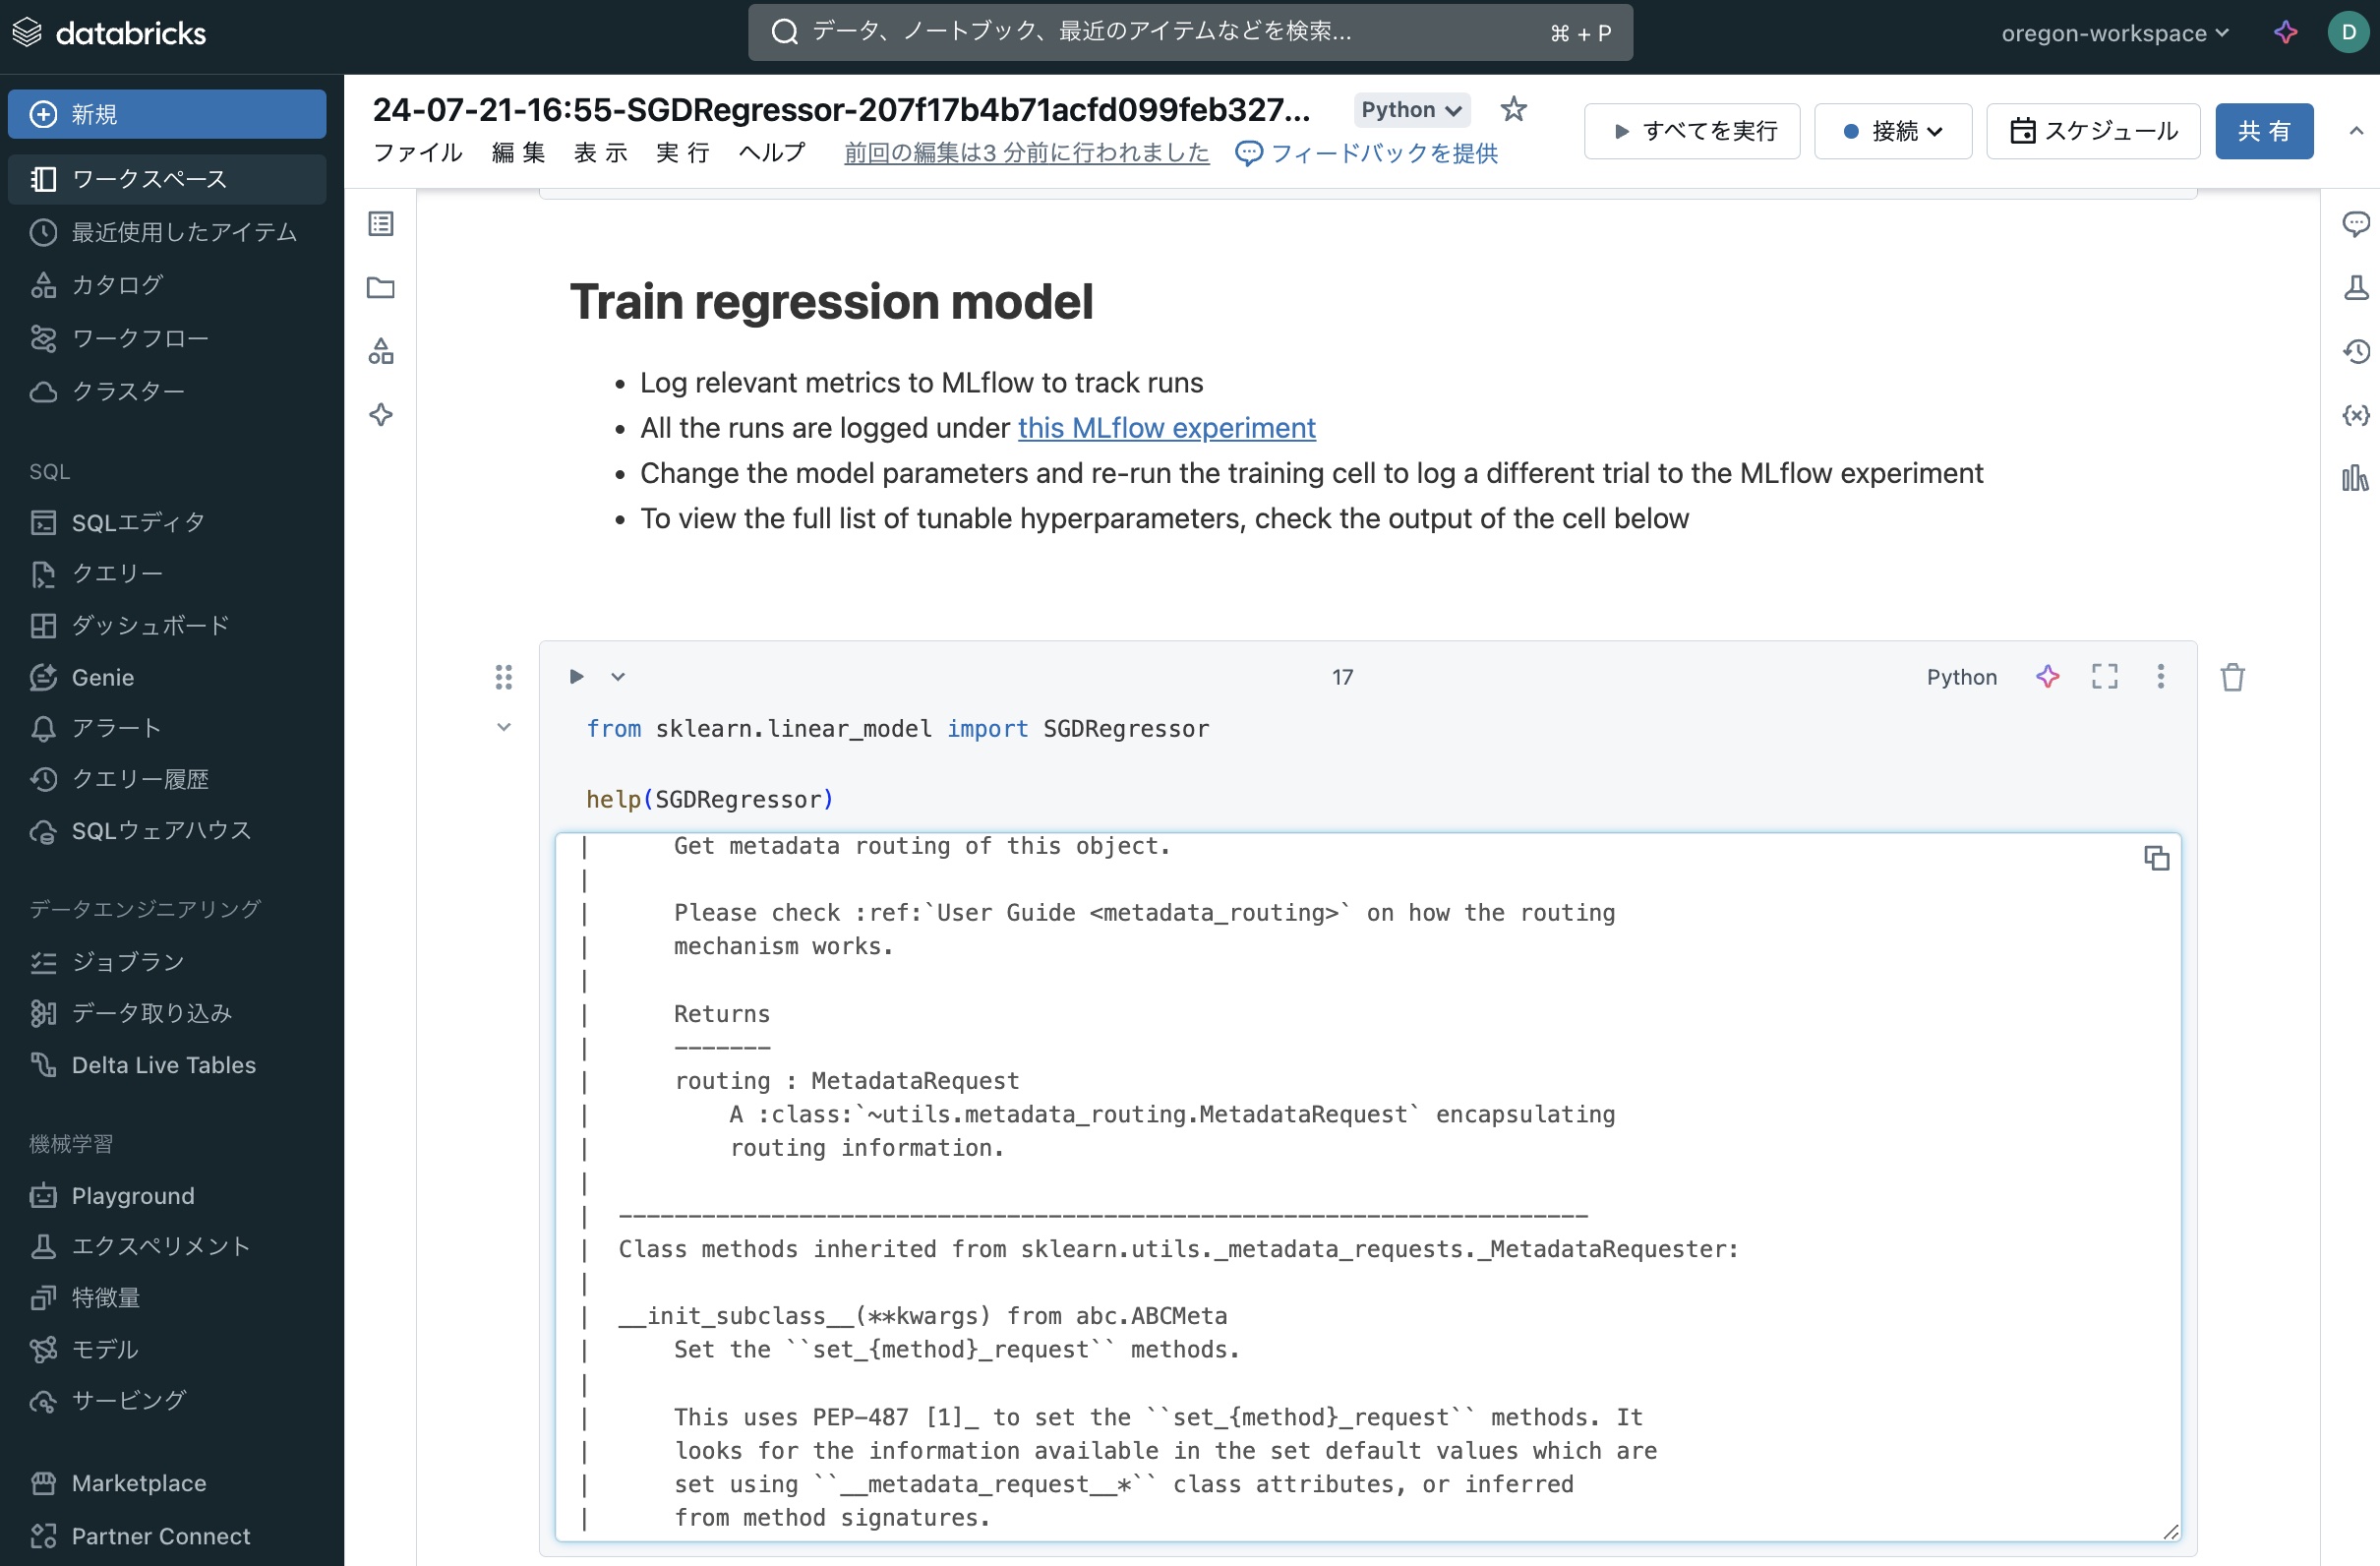 databricks
データ、ノートブック、最近のアイテムなどを検索...
⌘ + P
oregon-workspace
D
新規
ワークスペース
最近使用したアイテム
カタログ
ワークフロー
クラスター
SQL
SQLエディタ
クエリー
ダッシュボード
Genie
アラート
クエリー履歴
SQLウェアハウス
データエンジニアリング
ジョブラン
データ取り込み
Delta Live Tables
機械学習
Playground
エクスペリメント
特徴量
モデル
サービング
Marketplace
Partner Connect
24-07-21-16:55-SGDRegressor-207f17b4b71acfd099feb327...
Python
ファイル 編集 表示 実行 ヘルプ 前回の編集は3 分前に行われました フィードバックを提供
すべてを実行
接続
スケジュール
共有
Train regression model
• Log relevant metrics to MLflow to track runs
• All the runs are logged under this MLflow experiment
• Change the model parameters and re-run the training cell to log a different trial to the MLflow experiment
• To view the full list of tunable hyperparameters, check the output of the cell below
17
Python
from sklearn.linear_model import SGDRegressor
help(SGDRegressor)
|      Get metadata routing of this object.
|
|      Please check :ref:`User Guide <metadata_routing>` on how the routing
|      mechanism works.
|
|      Returns
|      -------
|      routing : MetadataRequest
|          A :class:`~utils.metadata_routing.MetadataRequest` encapsulating
|          routing information.
|
|  ----------------------------------------------------------------------
|  Class methods inherited from sklearn.utils._metadata_requests._MetadataRequester:
|
|  __init_subclass__(**kwargs) from abc.ABCMeta
|      Set the ``set_{method}_request`` methods.
|
|      This uses PEP-487 [1]_ to set the ``set_{method}_request`` methods. It
|      looks for the information available in the set default values which are
|      set using ``__metadata_request__*`` class attributes, or inferred
|      from method signatures.